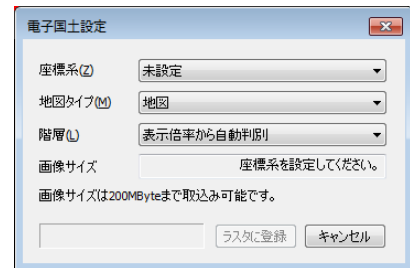 電子国土設定
座標系(Z) 未設定
地図タイプ(M) 地図
階層(L) 表示倍率から自動判別
画像サイズ 座標系を設定してください。
画像サイズは200MByteまで取込み可能です。
ラスタに登録 キャンセル